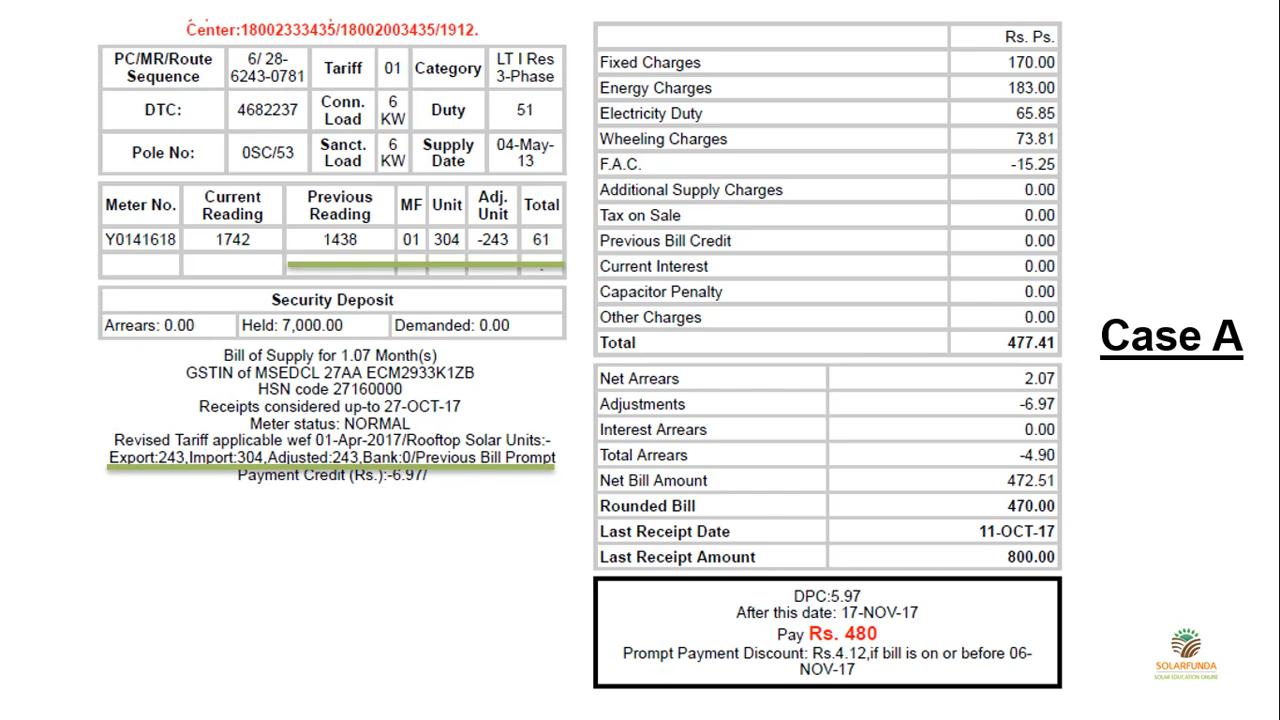 Center:18002333435/18002003435/1912.
PC/MR/Route Sequence 6/ 28-6243-0781 Tariff 01 Category LT I Res 3-Phase
DTC: 4682237 Conn. Load 6 KW Duty 51
Pole No: 0SC/53 Sanct. Load 6 KW Supply Date 04-May-13
Meter No. Current Reading Previous Reading MF Unit Adj. Unit Total
Y0141618 1742 1438 01 304 -243 61
Security Deposit
Arrears: 0.00 Held: 7,000.00 Demanded: 0.00
Bill of Supply for 1.07 Month(s)
GSTIN of MSEDCL 27AA ECM2933K1ZB
HSN code 27160000
Receipts considered up-to 27-OCT-17
Meter status: NORMAL
Revised Tariff applicable wef 01-Apr-2017/Rooftop Solar Units:-
Export:243,Import:304,Adjusted:243,Bank:0/Previous Bill Prompt
Payment Credit (Rs.):-6.97/
Rs. Ps.
Fixed Charges 170.00
Energy Charges 183.00
Electricity Duty 65.85
Wheeling Charges 73.81
F.A.C. -15.25
Additional Supply Charges 0.00
Tax on Sale 0.00
Previous Bill Credit 0.00
Current Interest 0.00
Capacitor Penalty 0.00
Other Charges 0.00
Total 477.41
Net Arrears 2.07
Adjustments -6.97
Interest Arrears 0.00
Total Arrears -4.90
Net Bill Amount 472.51
Rounded Bill 470.00
Last Receipt Date 11-OCT-17
Last Receipt Amount 800.00
DPC:5.97
After this date: 17-NOV-17
Pay Rs. 480
Prompt Payment Discount: Rs.4.12,if bill is on or before 06-
NOV-17
Case A
SOLARFUNDA
SOLAR EDUCATION ONLINE